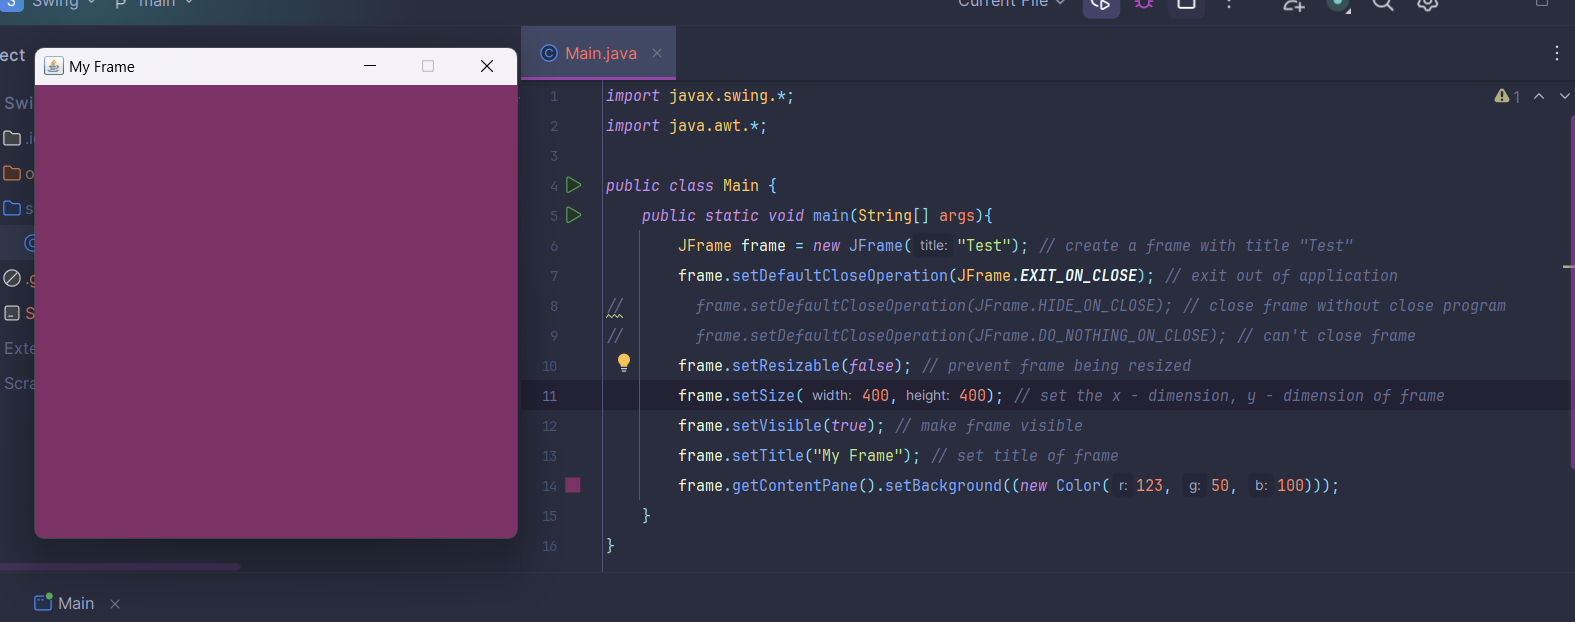 Swing main Current File
ect
My Frame
Main.java
Swi
.i
o
s
.g
S
Exte
Scra
1
1 import javax.swing.*;
2 import java.awt.*;
3
4 public class Main {
5 public static void main(String[] args){
6 JFrame frame = new JFrame( title: "Test"); // create a frame with title "Test"
7 frame.setDefaultCloseOperation(JFrame.EXIT_ON_CLOSE); // exit out of application
8 // frame.setDefaultCloseOperation(JFrame.HIDE_ON_CLOSE); // close frame without close program
9 // frame.setDefaultCloseOperation(JFrame.DO_NOTHING_ON_CLOSE); // can't close frame
10 frame.setResizable(false); // prevent frame being resized
11 frame.setSize( width: 400, height: 400); // set the x - dimension, y - dimension of frame
12 frame.setVisible(true); // make frame visible
13 frame.setTitle("My Frame"); // set title of frame
14 frame.getContentPane().setBackground((new Color( r: 123, g: 50, b: 100)));
15 }
16 }
Main